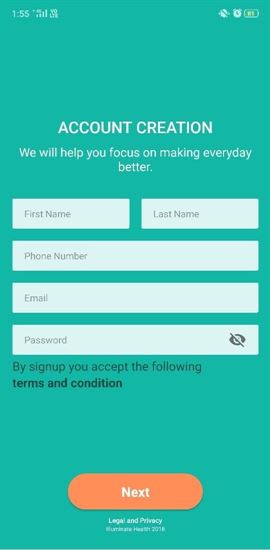 1:55
ACCOUNT CREATION
We will help you focus on making everyday
better.
First Name Last Name
Phone Number
Email
Password
By signup you accept the following
terms and condition
Next
Legal and Privacy
Illuminate Health 2018